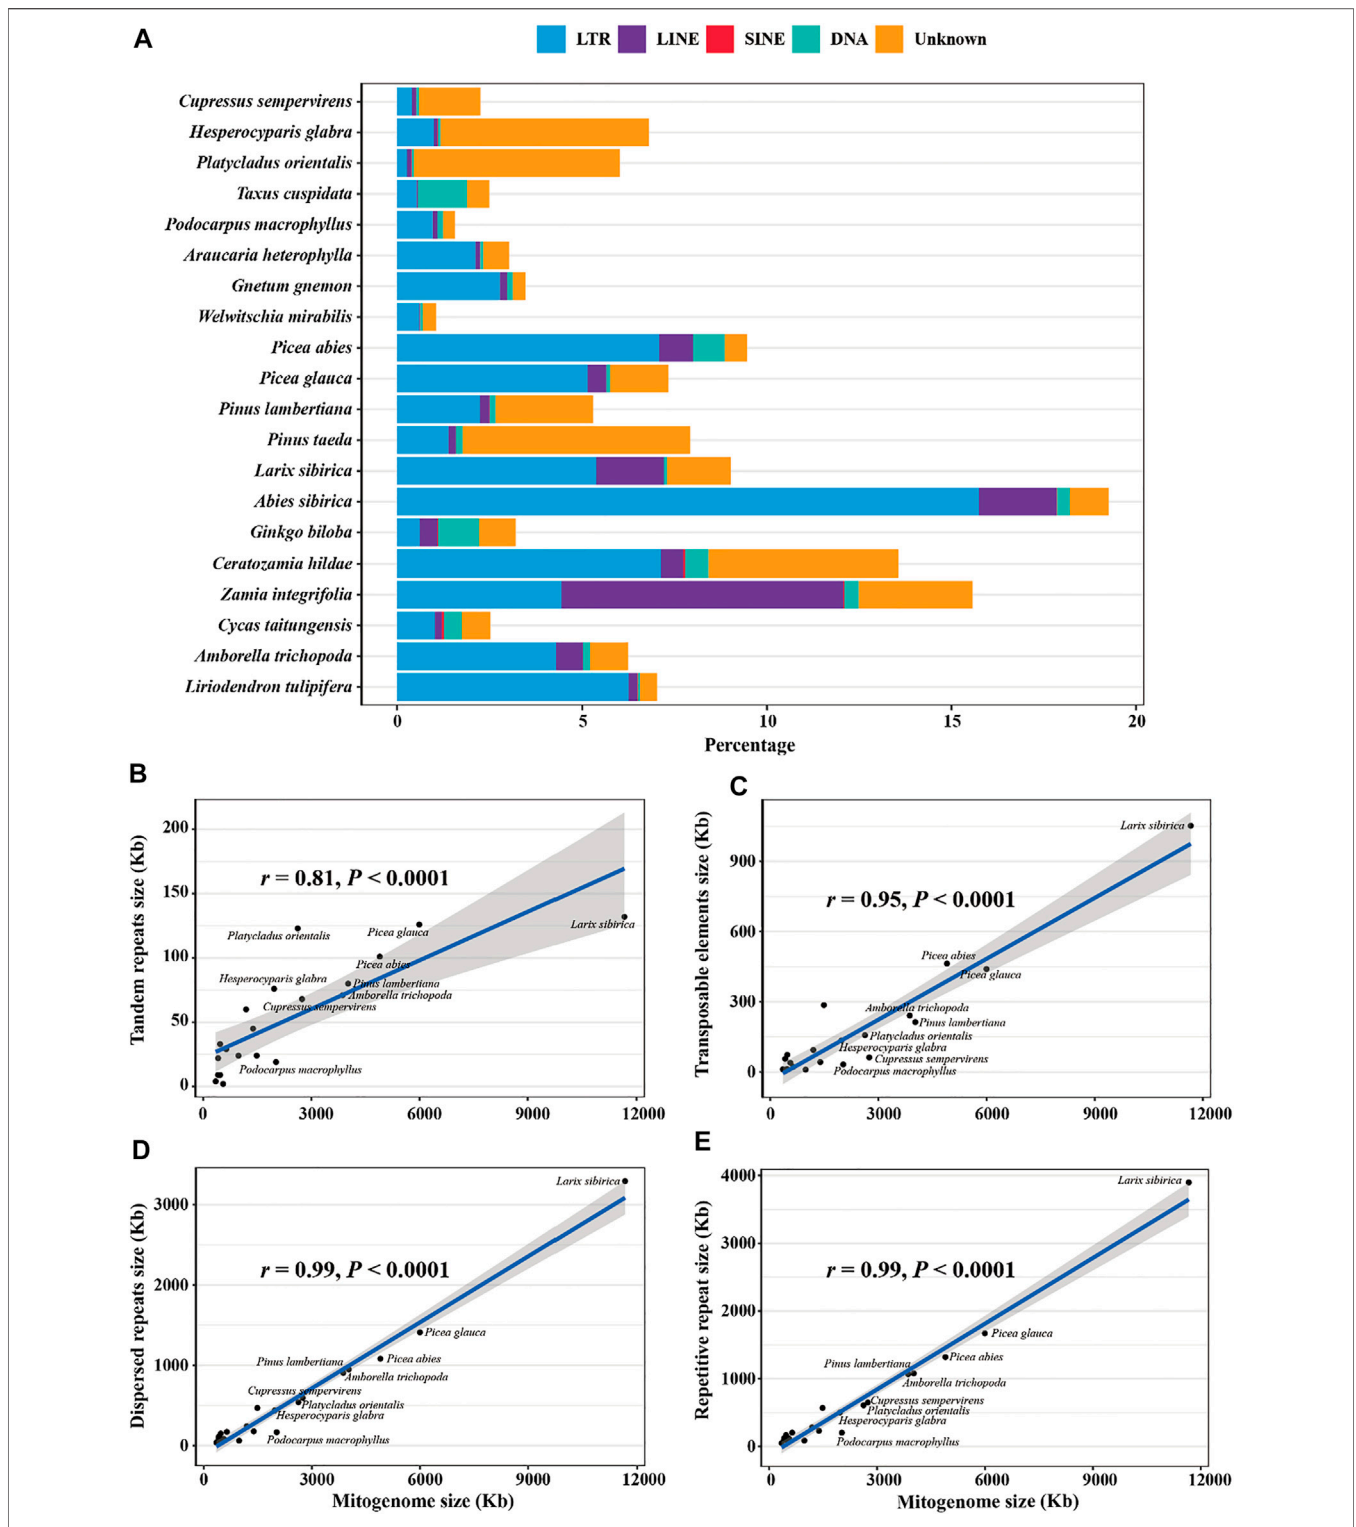 A
LTR LINE SINE DNA Unknown
Cupressus sempervirens
Hesperocyparis glabra
Platycladus orientalis
Taxus cuspidata
Podocarpus macrophyllus
Araucaria heterophylla
Gnetum gnemon
Welwitschia mirabilis
Picea abies
Picea glauca
Pinus lambertiana
Pinus taeda
Larix sibirica
Abies sibirica
Ginkgo biloba
Ceratozamia hildae
Zamia integrifolia
Cycas taitungensis
Amborella trichopoda
Liriodendron tulipifera
0 5 10 15 20
Percentage
B
Tandem repeats size (Kb)
200
150
100
50
0
r = 0.81, P < 0.0001
Larix sibirica
Platycladus orientalis
Picea glauca
Picea abies
Hesperocyparis glabra
Pinus lambertiana
Amborella trichopoda
Cupressus sempervirens
Podocarpus macrophyllus
0 3000 6000 9000 12000
C
Transposable elements size (Kb)
900
600
300
0
Larix sibirica
r = 0.95, P < 0.0001
Picea abies
Picea glauca
Amborella trichopoda
Pinus lambertiana
Platycladus orientalis
Hesperocyparis glabra
Cupressus sempervirens
Podocarpus macrophyllus
0 3000 6000 9000 12000
D
Dispersed repeats size (Kb)
3000
2000
1000
0
Larix sibirica
r = 0.99, P < 0.0001
Picea glauca
Pinus lambertiana
Picea abies
Amborella trichopoda
Cupressus sempervirens
Platycladus orientalis
Hesperocyparis glabra
Podocarpus macrophyllus
0 3000 6000 9000 12000
Mitogenome size (Kb)
E
Repetitive repeat size (Kb)
4000
3000
2000
1000
0
Larix sibirica
r = 0.99, P < 0.0001
Picea glauca
Picea abies
Pinus lambertiana
Amborella trichopoda
Cupressus sempervirens
Platycladus orientalis
Hesperocyparis glabra
Podocarpus macrophyllus
0 3000 6000 9000 12000
Mitogenome size (Kb)